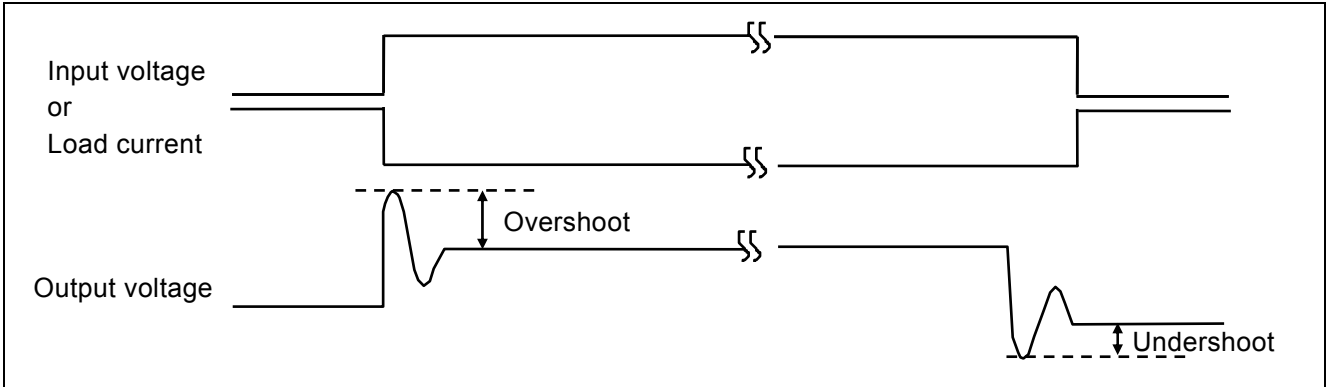 Input voltage
or
Load current
Overshoot
Output voltage
Undershoot